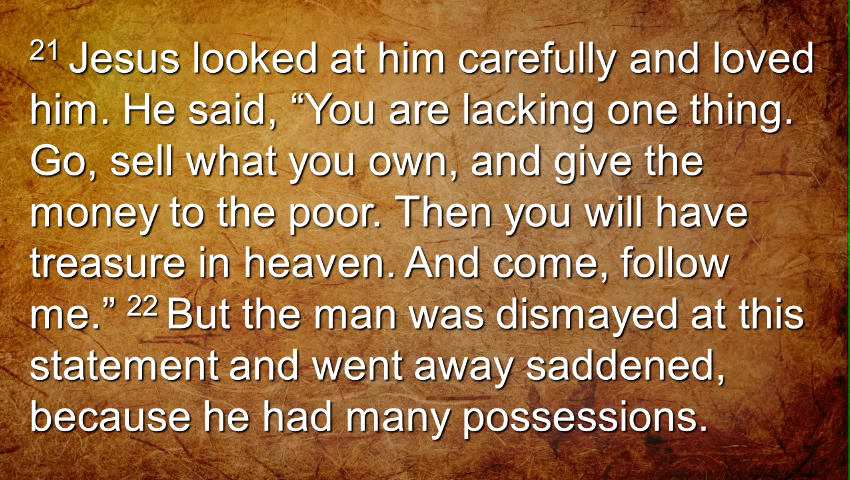 21 Jesus looked at him carefully and loved
him. He said, “You are lacking one thing.
Go, sell what you own, and give the
money to the poor. Then you will have
treasure in heaven. And come, follow
me.” 22 But the man was dismayed at this
statement and went away saddened,
because he had many possessions.